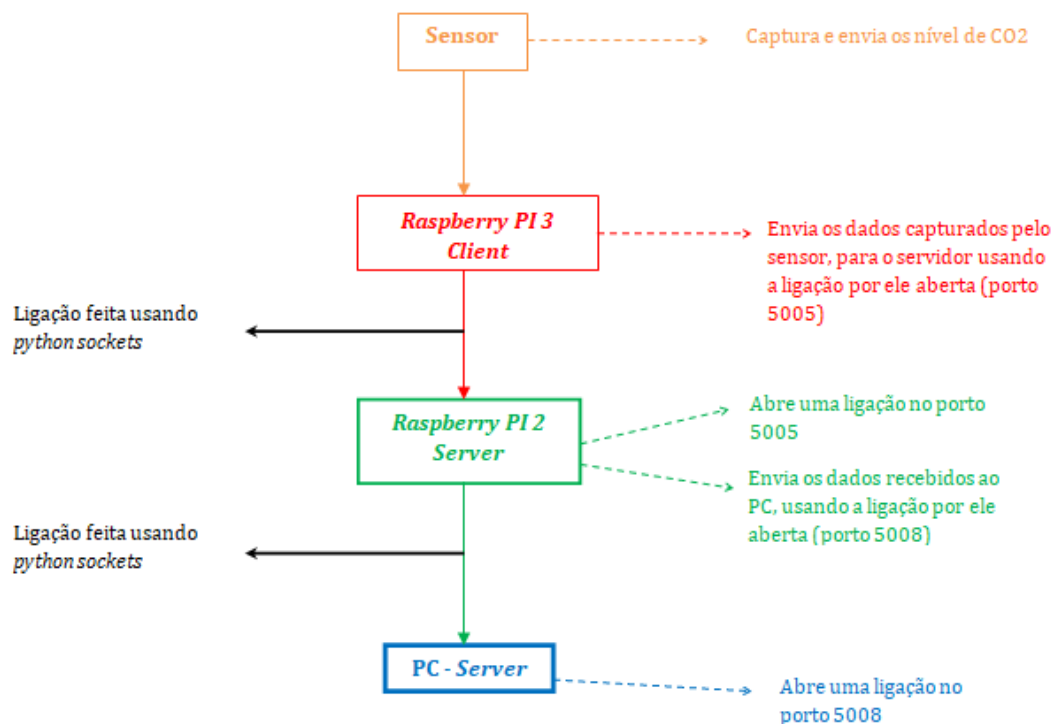 Sensor
Captura e envia os nível de CO2
Raspberry PI 3
Client
Envia os dados capturados pelo
sensor, para o servidor usando
a ligação por ele aberta (porto
5005)
Ligação feita usando
python sockets
Raspberry PI 2
Server
Abre uma ligação no porto
5005
Envia os dados recebidos ao
PC, usando a ligação por ele
aberta (porto 5008)
Ligação feita usando
python sockets
PC - Server
Abre uma ligação no
porto 5008